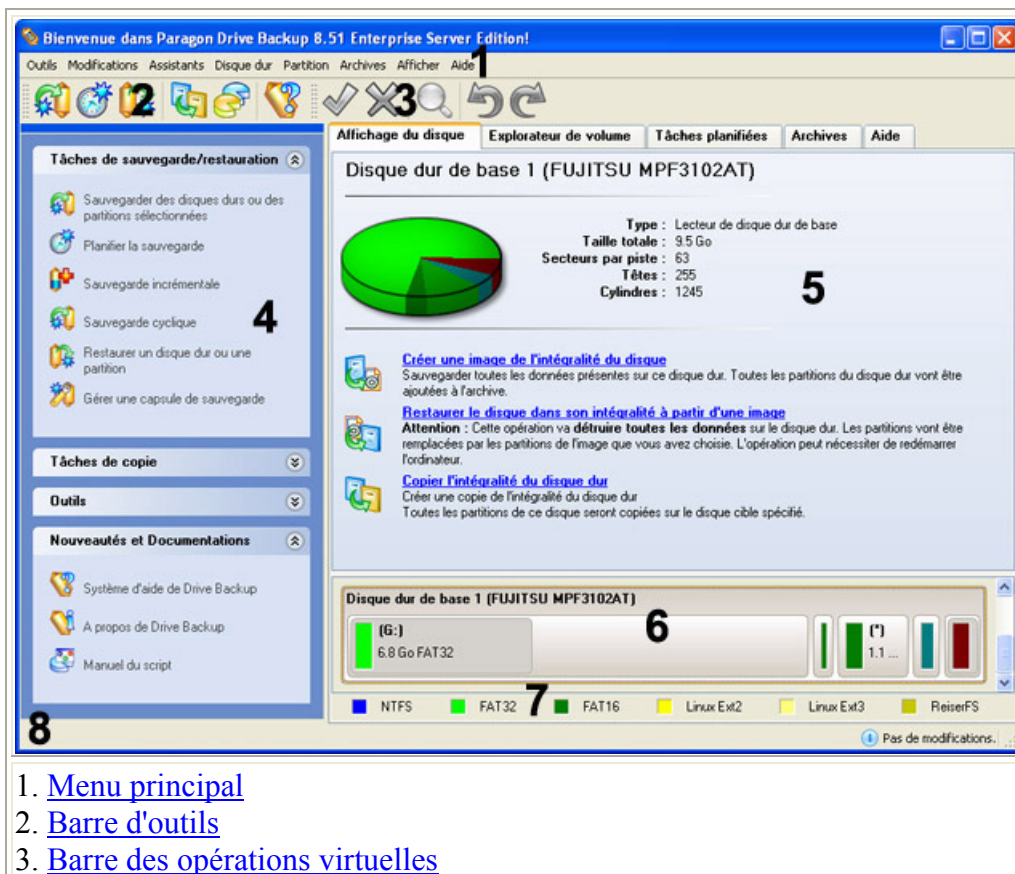 Bienvenue dans Paragon Drive Backup 8.51 Enterprise Server Edition!
Outils Modifications Assistants Disque dur Partition Archives Afficher Aide
1
2
3
Affichage du disque Explorateur de volume Tâches planifiées Archives Aide
Tâches de sauvegarde/restauration
Sauvegarder des disques durs ou des
partitions sélectionnées
Planifier la sauvegarde
Sauvegarde incrémentale
Sauvegarde cyclique
4
Restaurer un disque dur ou une
partition
Gérer une capsule de sauvegarde
Tâches de copie
Outils
Nouveautés et Documentations
Système d'aide de Drive Backup
A propos de Drive Backup
Manuel du script
8
Disque dur de base 1 (FUJITSU MPF3102AT)
Type : Lecteur de disque dur de base
Taille totale : 9.5 Go
Secteurs par piste : 63
Têtes : 255
Cylindres : 1245
5
Créer une image de l'intégralité du disque
Sauvegarder toutes les données présentes sur ce disque dur. Toutes les partitions du disque dur vont être
ajoutées à l'archive.
Restaurer le disque dans son intégralité à partir d'une image
Attention : Cette opération va détruire toutes les données sur le disque dur. Les partitions vont être
remplacées par les partitions de l'image que vous avez choisie. L'opération peut nécessiter de redémarrer
l'ordinateur.
Copier l'intégralité du disque dur
Créer une copie de l'intégralité du disque dur
Toutes les partitions de ce disque seront copiées sur le disque cible spécifié.
Disque dur de base 1 (FUJITSU MPF3102AT)
6
(G:)
6.8 Go FAT32
(*)
1.1 ...
7
NTFS FAT32 FAT16 Linux Ext2 Linux Ext3 ReiserFS
Pas de modifications.
1. Menu principal
2. Barre d'outils
3. Barre des opérations virtuelles